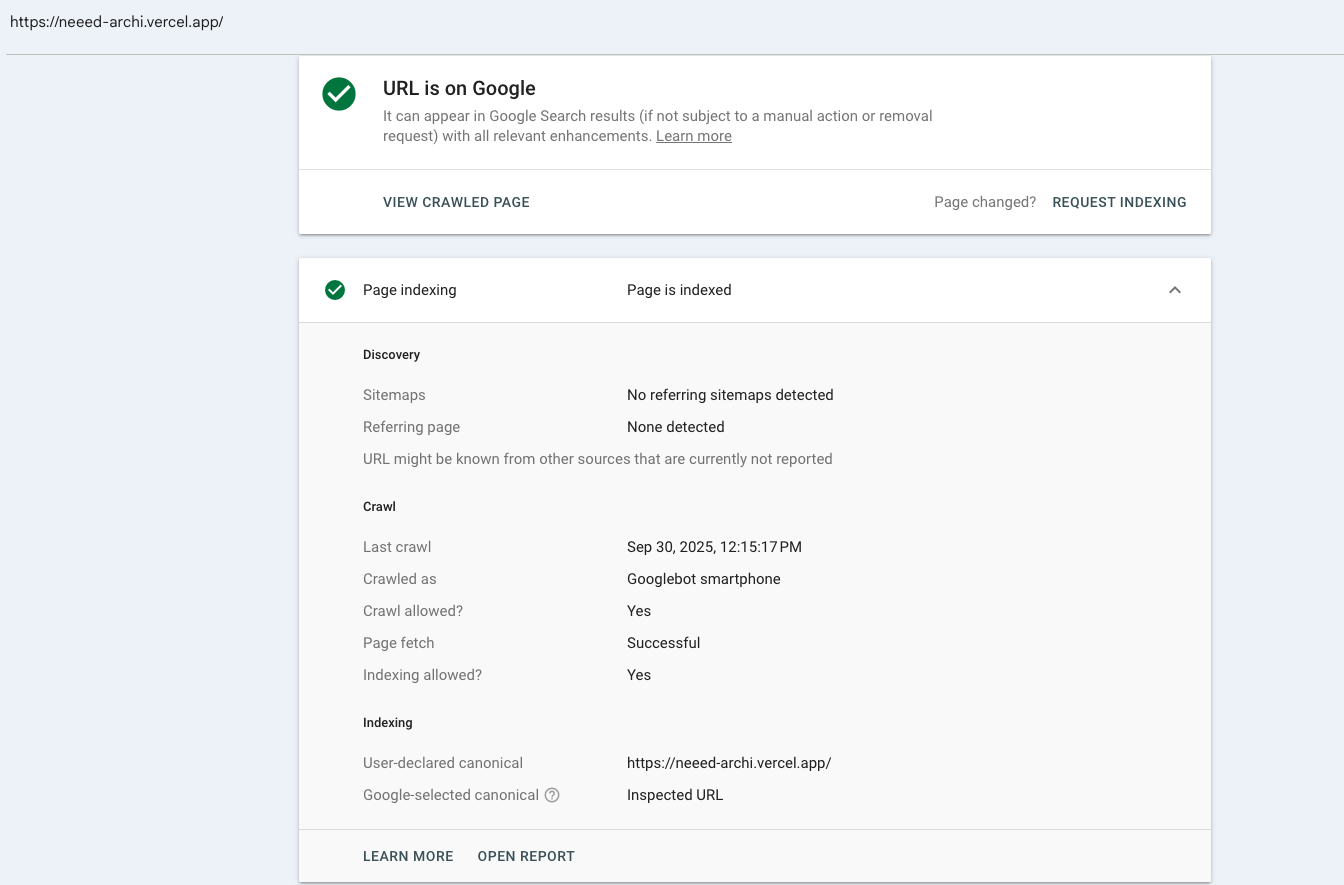 https://neeed-archi.vercel.app/
URL is on Google
It can appear in Google Search results (if not subject to a manual action or removal
request) with all relevant enhancements. Learn more
VIEW CRAWLED PAGE
Page changed? REQUEST INDEXING
Page indexing Page is indexed
Discovery
Sitemaps No referring sitemaps detected
Referring page None detected
URL might be known from other sources that are currently not reported
Crawl
Last crawl Sep 30, 2025, 12:15:17 PM
Crawled as Googlebot smartphone
Crawl allowed? Yes
Page fetch Successful
Indexing allowed? Yes
Indexing
User-declared canonical https://neeed-archi.vercel.app/
Google-selected canonical Inspected URL
LEARN MORE OPEN REPORT